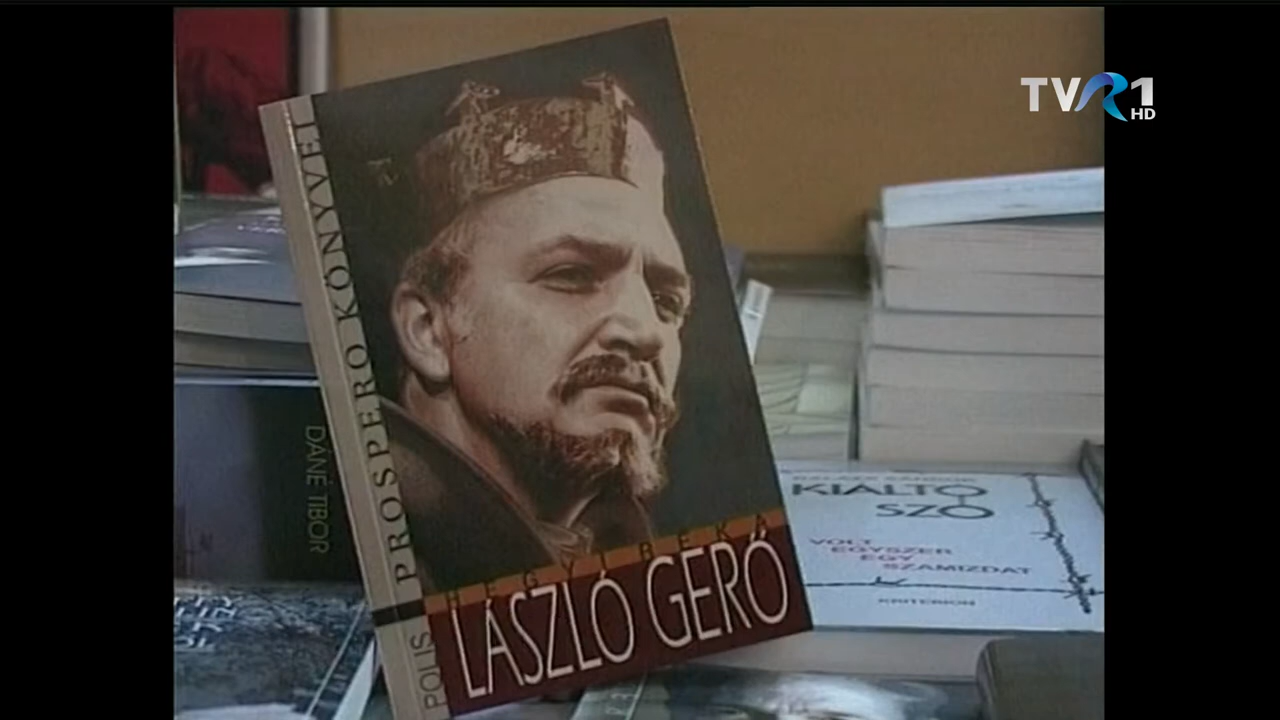 TVR1
HD
PROSPERO KÖNYVEI
HEGYI RÉKA
LÁSZLÓ GERŐ
POLIS
DÁNÉ TIBOR
KIÁLTÓ
SZÓ
VOLT
EGYSZER
EGY
SZAMIZDAT
KRITERION